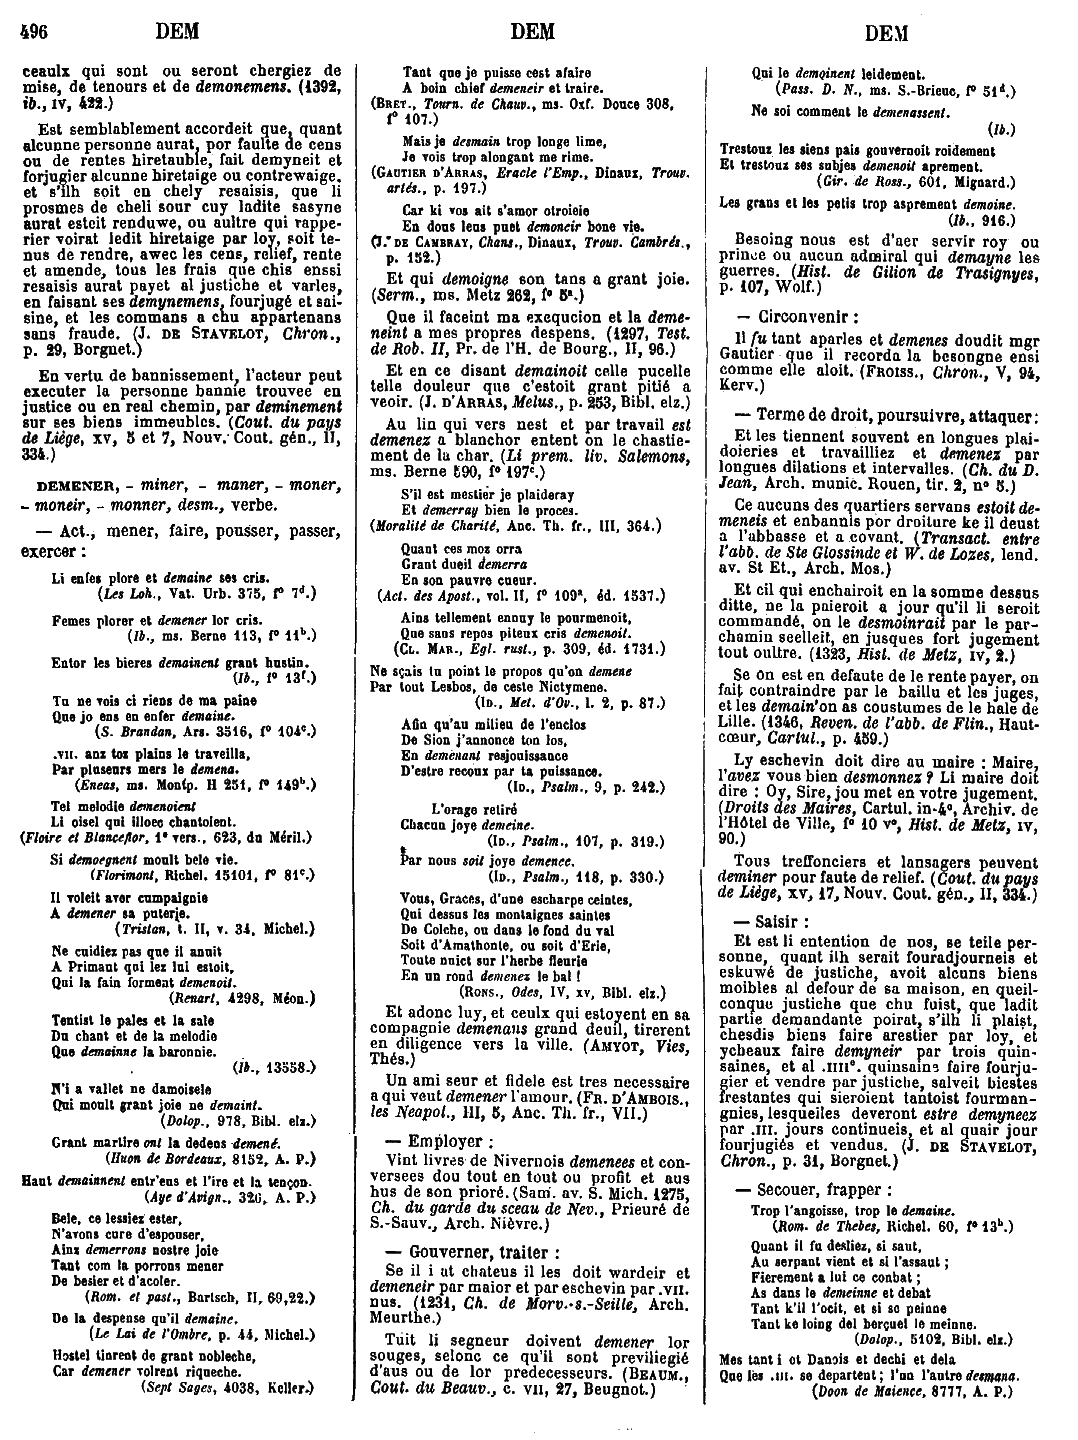 496
DEM
DEM
DEM
ceaulx qui sont ou seront chergiez de
mise, de tenours et de demonemens. (1392,
ib., IV, 422.)
Est semblablement accordeit que, quant
alcunne personne aurat, por faulte de cens
ou de rentes hiretauble, fait demyneit et
forjugier alcunne hiretaige ou contrewaige,
et s'ilh soit en chely resaisis, que li
prosmes de cheli sour cuy ladite sasyne
aurat esteit renduwe, ou aultre qui rappe-
rier voirat ledit hiretaige par loy, soit te-
nus de rendre, awec les cens, relief, rente
et amende, tous les frais que chis enssi
resaisis aurat payet al justiche et varles,
en faisant ses demynemens, fourjugé et sai-
sine, et les commans a chu appartenans
sans fraude. (J. DE STAVELOT, Chron.,
p. 29, Borgnet.)
En vertu de bannissement, l'acteur peut
executer la personne bannie trouvee en
justice ou en real chemin, par deminement
sur ses biens immeubles. (Cout. du pays
de Liége, XV, 5 et 7, Nouv. Cout. gén., II,
334.)
DEMENER, - miner, - maner, - moner,
- moneir, - monner, desm., verbe.
— Act., mener, faire, pousser, passer,
exercer :
Li enfes plore et demaine ses cris.
(Les Loh., Vat. Urb. 375, f° 7d.)
Femes plorer et demener lor cris.
(Ib., ms. Berne 113, f° 11b.)
Entor les bieres demainent grant hustin.
(Ib., f° 13f.)
Tu ne vois ci riens de ma paine
Que jo ens en enfer demaine.
(S. Brandan, Ars. 3516, f° 104c.)
.VII. anz toz plains le traveilla,
Par pluseurs mers le demena.
(Eneas, ms. Montp. H 251, f° 149b.)
Tel melodie demenoient
Li oisel qui illoec chantoient.
(Floire et Blanceflor, 1e vers., 623, du Méril.)
Si demoegnent moult bele vie.
(Florimont, Richel. 15101, f° 81c.)
Il voleit aver cumpaignie
A demener sa puterie.
(Tristan, t. II, v. 34, Michel.)
Ne cuidiez pas que il anuit
A Primant qui lez lui estoit,
Qui la fain forment demenoit.
(Renart, 4298, Méon.)
Tentist le pales et la sale
Du chant et de la melodie
Que demainne la baronnie.
(Ib., 13558.)
N'i a vallet ne damoisele
Qui moult grant joie ne demaint.
(Dolop., 978, Bibl. elz.)
Grant martire ont la dedens demené.
(Huon de Bordeaux, 8152, A. P.)
Haut demainnent entr'eus et l'ire et la tençon.
(Aye d'Avign., 326, A. P.)
Bele, ce lessiez ester,
N'avons cure d'espouser,
Ainz demerrons nostre joie
Tant com la porrons mener
De besier et d'acoler.
(Rom. et past., Bartsch, II, 69,22.)
De la despense qu'il demaine.
(Le Lai de l'Ombre, p. 44, Michel.)
Hostel tinrent de grant nobleche,
Car demener volrent riqueche.
(Sept Sages, 4038, Keller.)
Tant que je puisse cest afaire
A boin chief demeneir et traire.
(BRET., Tourn. de Chauv., ms. Oxf. Douce 308,
f° 107.)
Mais je desmain trop longe lime,
Je vois trop alongant me rime.
(GAUTIER D'ARRAS, Eracle l'Emp., Dinaux, Trouv.
artés., p. 197.)
Car ki vos ait s'amor otroieie
En dous leus puet demoneir bone vie.
(J. DE CAMBRAY, Chans., Dinaux, Trouv. Cambrés.,
p. 152.)
Et qui demoigne son tans a grant joie.
(Serm., ms. Metz 262, f° 5a.)
Que il faceint ma exequcion et la deme-
neint a mes propres despens. (1297, Test.
de Rob. II, Pr. de l'H. de Bourg., II, 96.)
Et en ce disant demainoit celle pucelle
telle douleur que c'estoit grant pitié a
veoir. (J. D'ARRAS, Melus., p. 253, Bibl. elz.)
Au lin qui vers nest et par travail est
demenez a blanchor entent on le chastie-
ment de la char. (Li prem. liv. Salemons,
ms. Berne 590, f° 197c.)
S'il est mestier je plaideray
Et demerray bien le proces.
(Moralité de Charité, Anc. Th. fr., III, 364.)
Quant ces moz orra
Grant dueil demerra
En son pauvre cueur.
(Act. des Apost., vol. II, f° 109a, éd. 1537.)
Ains tellement ennuy le pourmenoit,
Que sans repos piteux cris demenoit.
(CL. MAR., Egl. rust., p. 309, éd. 1731.)
Ne sçais tu point le propos qu'on demene
Par tout Lesbos, de ceste Nictymene.
(ID., Met. d'Ov., l. 2, p. 87.)
Afin qu'au milieu de l'enclos
De Sion j'annonce ton los,
En demenant resjouissance
D'estre recoux par ta puissance.
(ID., Psalm., 9, p. 242.)
L'orage retiré
Chacun joye demeine.
(ID., Psalm., 107, p. 319.)
Par nous soit joye demenee.
(ID., Psalm., 118, p. 330.)
Vous, Graces, d'une escharpe ceintes,
Qui dessus les montaignes saintes
De Colche, ou dans le fond du val
Soit d'Amathonte, ou soit d'Erie,
Toute nuict sur l'herbe fleurie
En un rond demenez le bal !
(RONS., Odes, IV, XV, Bibl. elz.)
Et adonc luy, et ceulx qui estoyent en sa
compagnie demenans grand deuil, tirerent
en diligence vers la ville. (AMYOT, Vies,
Thés.)
Un ami seur et fidele est tres necessaire
a qui veut demener l'amour. (FR. D'AMBOIS.,
les Neapol., III, 5, Anc. Th. fr., VII.)
— Employer :
Vint livres de Nivernois demenees et con-
versees dou tout en tout ou profit et aus
hus de son prioré. (Sam. av. S. Mich. 1275,
Ch. du garde du sceau de Nev., Prieuré de
S.-Sauv., Arch. Nièvre.)
— Gouverner, traiter :
Se il i ut chateus il les doit wardeir et
demeneir par maior et par eschevin par .VII.
nus. (1231, Ch. de Morv.-s.-Seille, Arch.
Meurthe.)
Tuit li segneur doivent demener lor
souges, selonc ce qu'il sont previliegié
d'aus ou de lor predecesseurs. (BEAUM.,
Cout. du Beauv., c. VII, 27, Beugnot.)
Qui le demoinent leidement.
(Pass. D. N., ms. S.-Brieuc, f° 51d.)
Ne soi comment le demenassent.
(Ib.)
Trestouz les siens pais gouvernoit roidement
Et trestouz ses subjes demenoit aprement.
(Gir. de Ross., 601, Mignard.)
Les grans et les petis trop asprement demoine.
(Ib., 916.)
Besoing nous est d'aer servir roy ou
prince ou aucun admiral qui demayne les
guerres. (Hist. de Gilion de Trasignyes,
p. 107, Wolf.)
— Circonvenir :
Il fu tant aparles et demenes doudit mgr
Gautier que il recorda la besongne ensi
comme elle aloit. (FROISS., Chron., V, 94,
Kerv.)
— Terme de droit, poursuivre, attaquer :
Et les tiennent souvent en longues plai-
doieries et travailliez et demenez par
longues dilations et intervalles. (Ch. du D.
Jean, Arch. munic. Rouen, tir. 2, n° 5.)
Ce aucuns des quartiers servans estoit de-
meneis et enbannis por droiture ke il deust
a l'abbasse et a covant. (Transact. entre
l'abb. de Ste Glossinde et W. de Lozes, lend.
av. St Et., Arch. Mos.)
Et cil qui enchairoit en la somme dessus
ditte, ne la paieroit a jour qu'il li seroit
commandé, on le desmoinrait par le par-
chamin seelleit, en jusques fort jugement
tout oultre. (1323, Hist. de Metz, IV, 2.)
Se on est en defaute de le rente payer, on
fait contraindre par le baillu et les juges,
et les demain'on as coustumes de le hale de
Lille. (1346, Reven. de l'abb. de Flin., Haut-
cœur, Cartul., p. 459.)
Ly eschevin doit dire au maire : Maire,
l'avez vous bien desmonnez ? Li maire doit
dire : Oy, Sire, jou met en votre jugement.
(Droits des Maires, Cartul. in-4°, Archiv. de
l'Hôtel de Ville, f° 10 v°, Hist. de Metz, IV,
90.)
Tous treffonciers et lansagers peuvent
deminer pour faute de relief. (Cout. du pays
de Liége, XV, 17, Nouv. Cout. gén., II, 334.)
— Saisir :
Et est li entention de nos, se teile per-
sonne, quant ilh serait fouradjourneis et
eskuwé de justiche, avoit alcuns biens
moibles al defour de sa maison, en queil-
conque justiche que chu fuist, que ladit
partie demandante poirat, s'ilh li plaist,
chesdis biens faire arestier par loy, et
ycheaux faire demyneir par trois quin-
saines, et al .IIIIe. quinsaine faire fourju-
gier et vendre par justiche, salveit biestes
frestantes qui sieroient tantoist fourman-
gnies, lesqueiles deveront estre demyneez
par .III. jours continueis, et al quair jour
fourjugiés et vendus. (J. DE STAVELOT,
Chron., p. 31, Borgnet.)
— Secouer, frapper :
Trop l'angoisse, trop le demaine.
(Rom. de Thebes, Richel. 60, f° 13b.)
Quant il fu desliez, si saut,
Au serpant vient et si l'assaut ;
Fierement a lui ce conbat ;
As dans le demeinne et debat
Tant k'il l'ocit, et si se peinne
Tant ke loing del berçuel le meinne.
(Dolop., 5102, Bibl. elz.)
Mes tant i ot Danois et dechi et dela
Que les .III. se departent ; l'un l'autre desmana.
(Doon de Maience, 8777, A. P.)